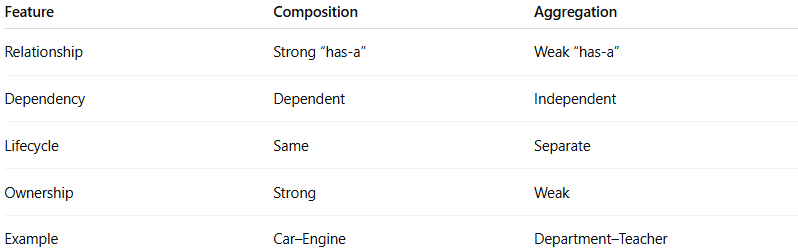 Feature Composition Aggregation
Relationship Strong “has-a” Weak “has-a”
Dependency Dependent Independent
Lifecycle Same Separate
Ownership Strong Weak
Example Car–Engine Department–Teacher